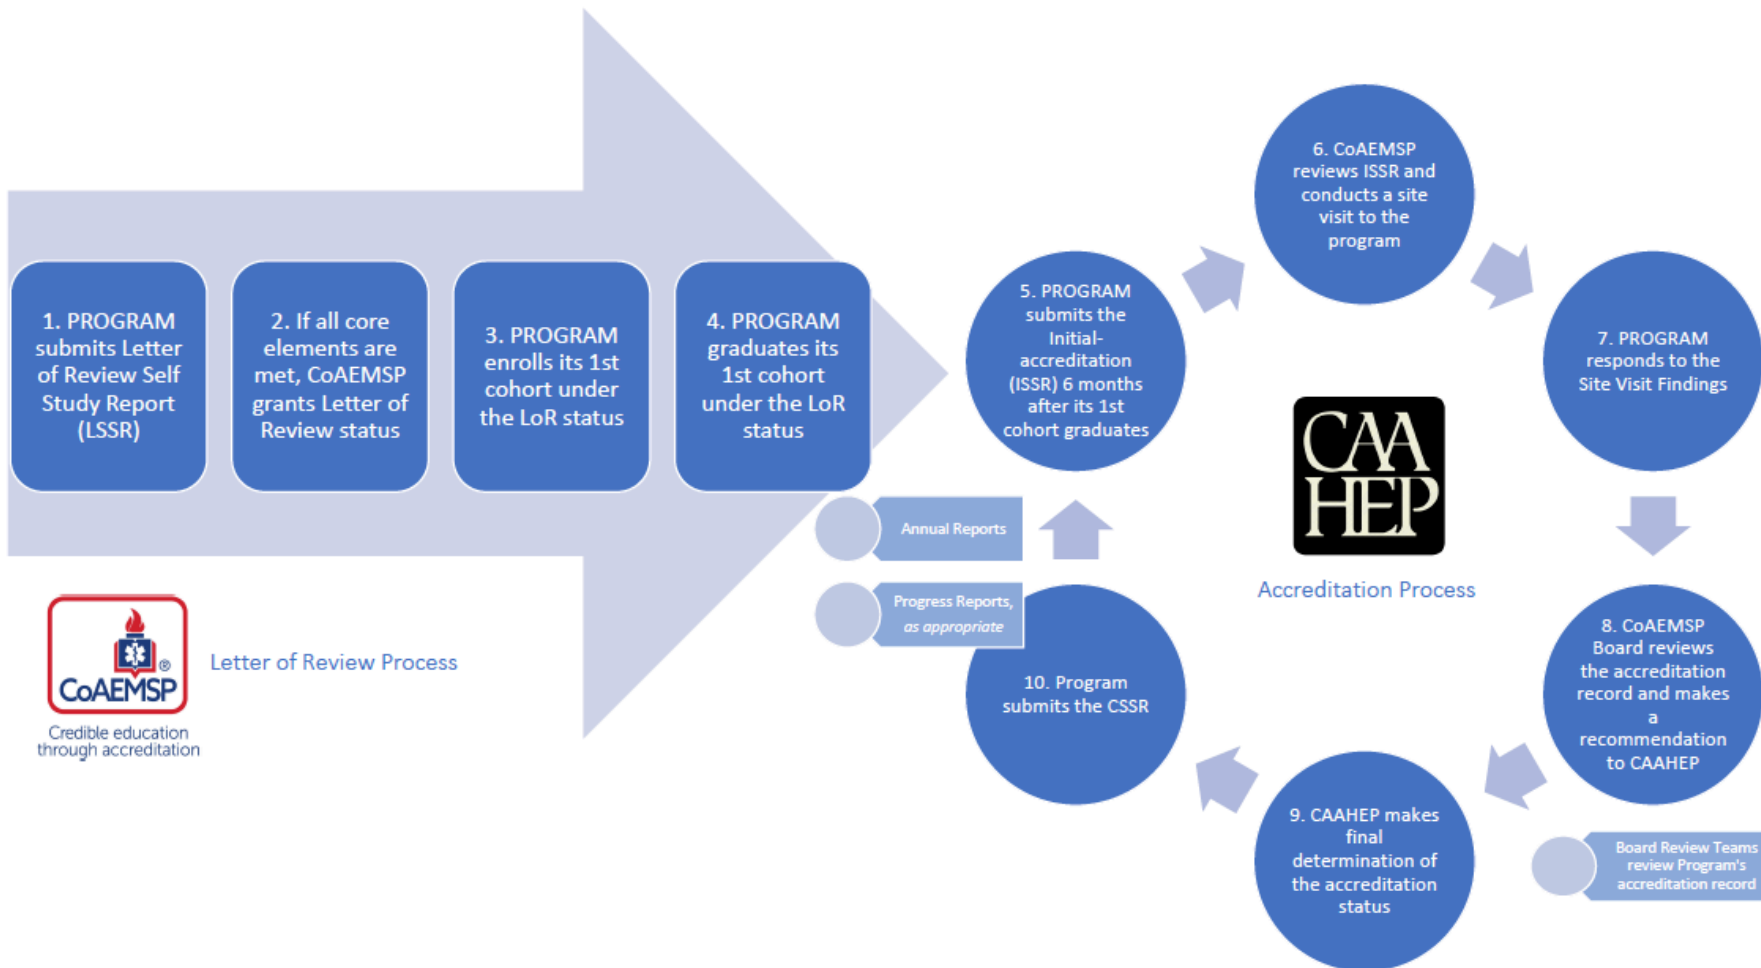 1. PROGRAM
submits Letter
of Review Self
Study Report
(LSSR)
2. If all core
elements are
met, CoAEMSP
grants Letter of
Review status
3. PROGRAM
enrolls its 1st
cohort under
the LoR status
4. PROGRAM
graduates its
1st cohort
under the LoR
status
CoAEMSP
®
Credible education
through accreditation
Letter of Review Process
5. PROGRAM
submits the
Initial-
accreditation
(ISSR) 6 months
after its 1st
cohort graduates
6. CoAEMSP
reviews ISSR and
conducts a site
visit to the
program
7. PROGRAM
responds to the
Site Visit Findings
CAA
HEP
Accreditation Process
8. CoAEMSP
Board reviews
the accreditation
record and makes
a
recommendation
to CAAHEP
Board Review Teams
review Program's
accreditation record
9. CAAHEP makes
final
determination of
the accreditation
status
10. Program
submits the CSSR
Annual Reports
Progress Reports,
as appropriate